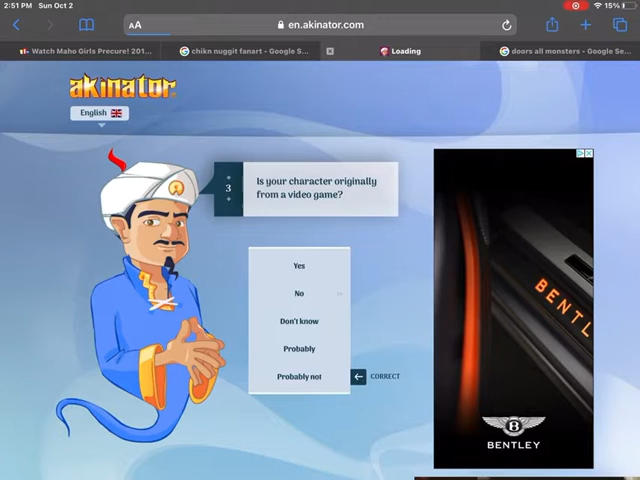 2:51 PM Sun Oct 2
15%
AA
en.akinator.com
Watch Maho Girls Precure! 201...
chikn nuggit fanart - Google S...
Loading
doors all monsters - Google Se...
akinator
English
3
Is your character originally
from a video game?
Yes
No
Don't know
Probably
Probably not
CORRECT
BENTL
B
BENTLEY